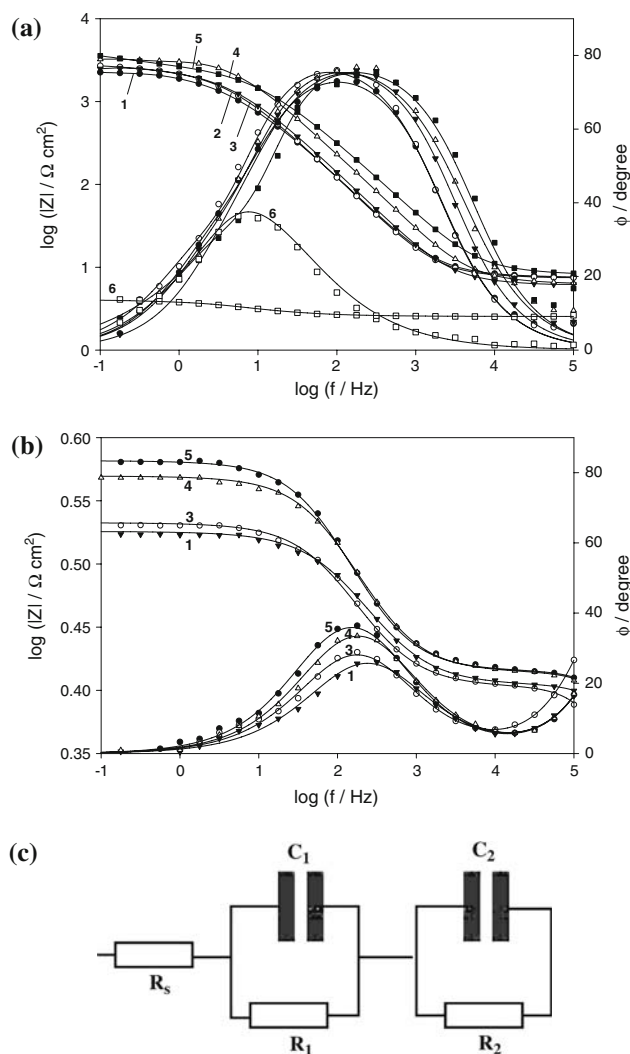 (a)
4
3
2
1
0
log (|Z| / Ω cm²)
5
4
1
2
3
6
6
80
60
40
20
0
ϕ / degree
-1 0 1 2 3 4 5
log (f / Hz)
(b)
0.60
0.55
0.50
0.45
0.40
0.35
log (|Z| / Ω cm²)
5
4
3
1
5
4
3
1
80
60
40
20
0
ϕ / degree
-1 0 1 2 3 4 5
log (f / Hz)
(c)
C₁ C₂
Rₛ
R₁ R₂